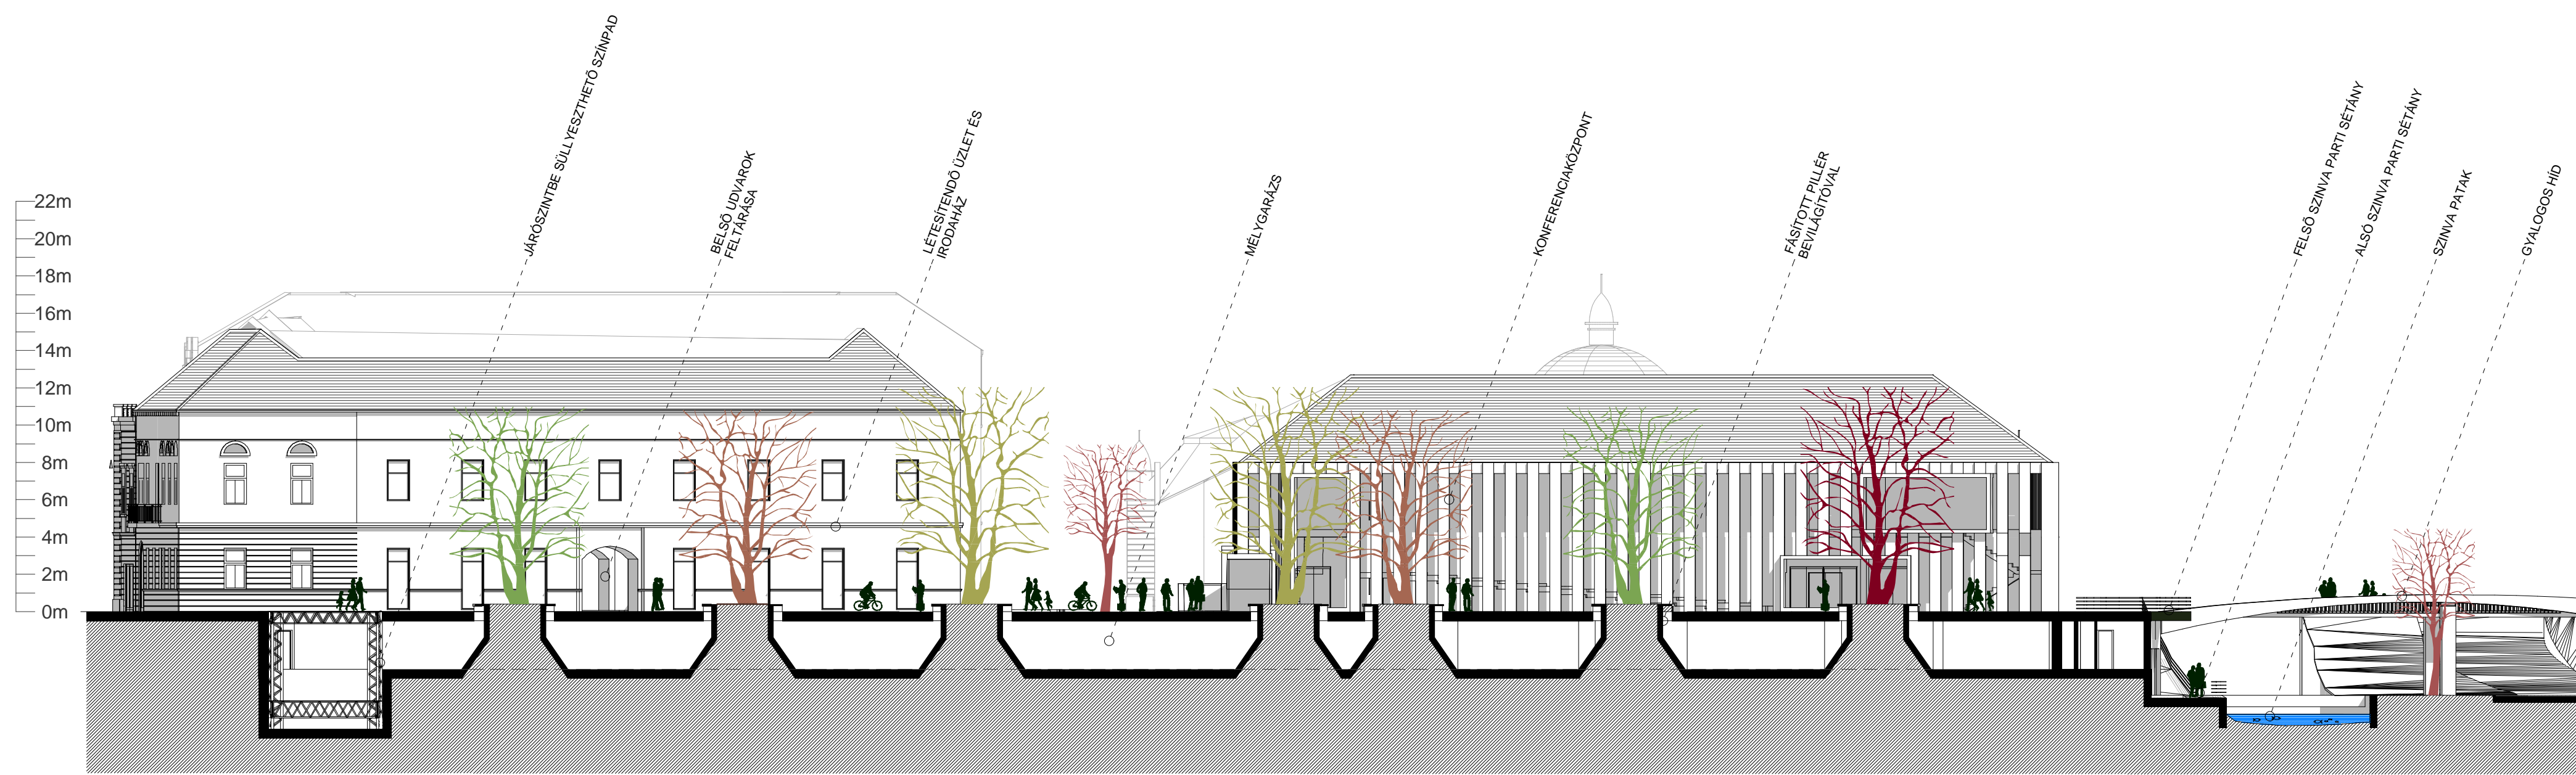 JÁRÓSZINTBE SÜLLYESZTHETŐ SZÍNPAD
BELSŐ UDVAROK
FELTÁRÁSA
LÉTESÍTENDŐ ÜZLET ÉS
IRODAHÁZ
MÉLYGARÁZS
KONFERENCIAKÖZPONT
FÁSÍTOTT PILLÉR
BEVILÁGÍTÓVAL
FELSŐ SZINVA PARTI SÉTÁNY
ALSÓ SZINVA PARTI SÉTÁNY
SZINVA PATAK
GYALOGOS HÍD
22m
20m
18m
16m
14m
12m
10m
8m
6m
4m
2m
0m